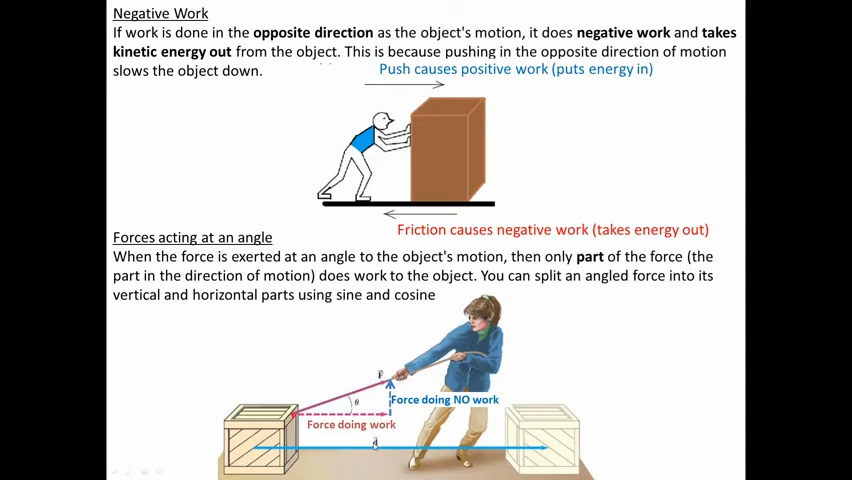 Negative Work
If work is done in the opposite direction as the object's motion, it does negative work and takes
kinetic energy out from the object. This is because pushing in the opposite direction of motion
slows the object down.
Push causes positive work (puts energy in)
Friction causes negative work (takes energy out)
Forces acting at an angle
When the force is exerted at an angle to the object's motion, then only part of the force (the
part in the direction of motion) does work to the object. You can split an angled force into its
vertical and horizontal parts using sine and cosine
F
θ
Force doing NO work
Force doing work